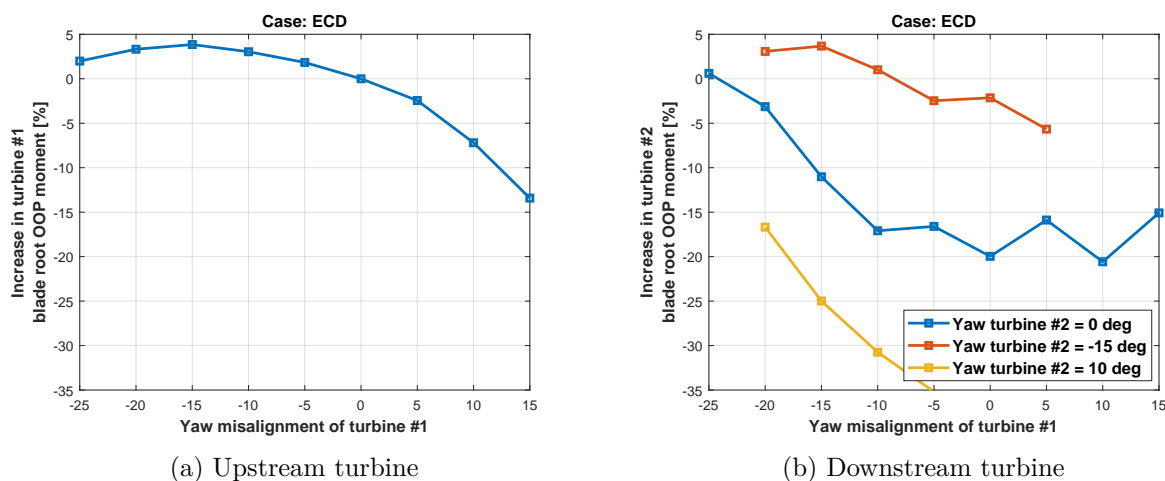 Case: ECD
Increase in turbine #1
blade root OOP moment [%]
5
0
-5
-10
-15
-20
-25
-30
-35
-25 -20 -15 -10 -5 0 5 10 15
Yaw misalignment of turbine #1
(a) Upstream turbine
Case: ECD
Increase in turbine #2
blade root OOP moment [%]
5
0
-5
-10
-15
-20
-25
-30
-35
Yaw turbine #2 = 0 deg
Yaw turbine #2 = -15 deg
Yaw turbine #2 = 10 deg
-25 -20 -15 -10 -5 0 5 10 15
Yaw misalignment of turbine #1
(b) Downstream turbine